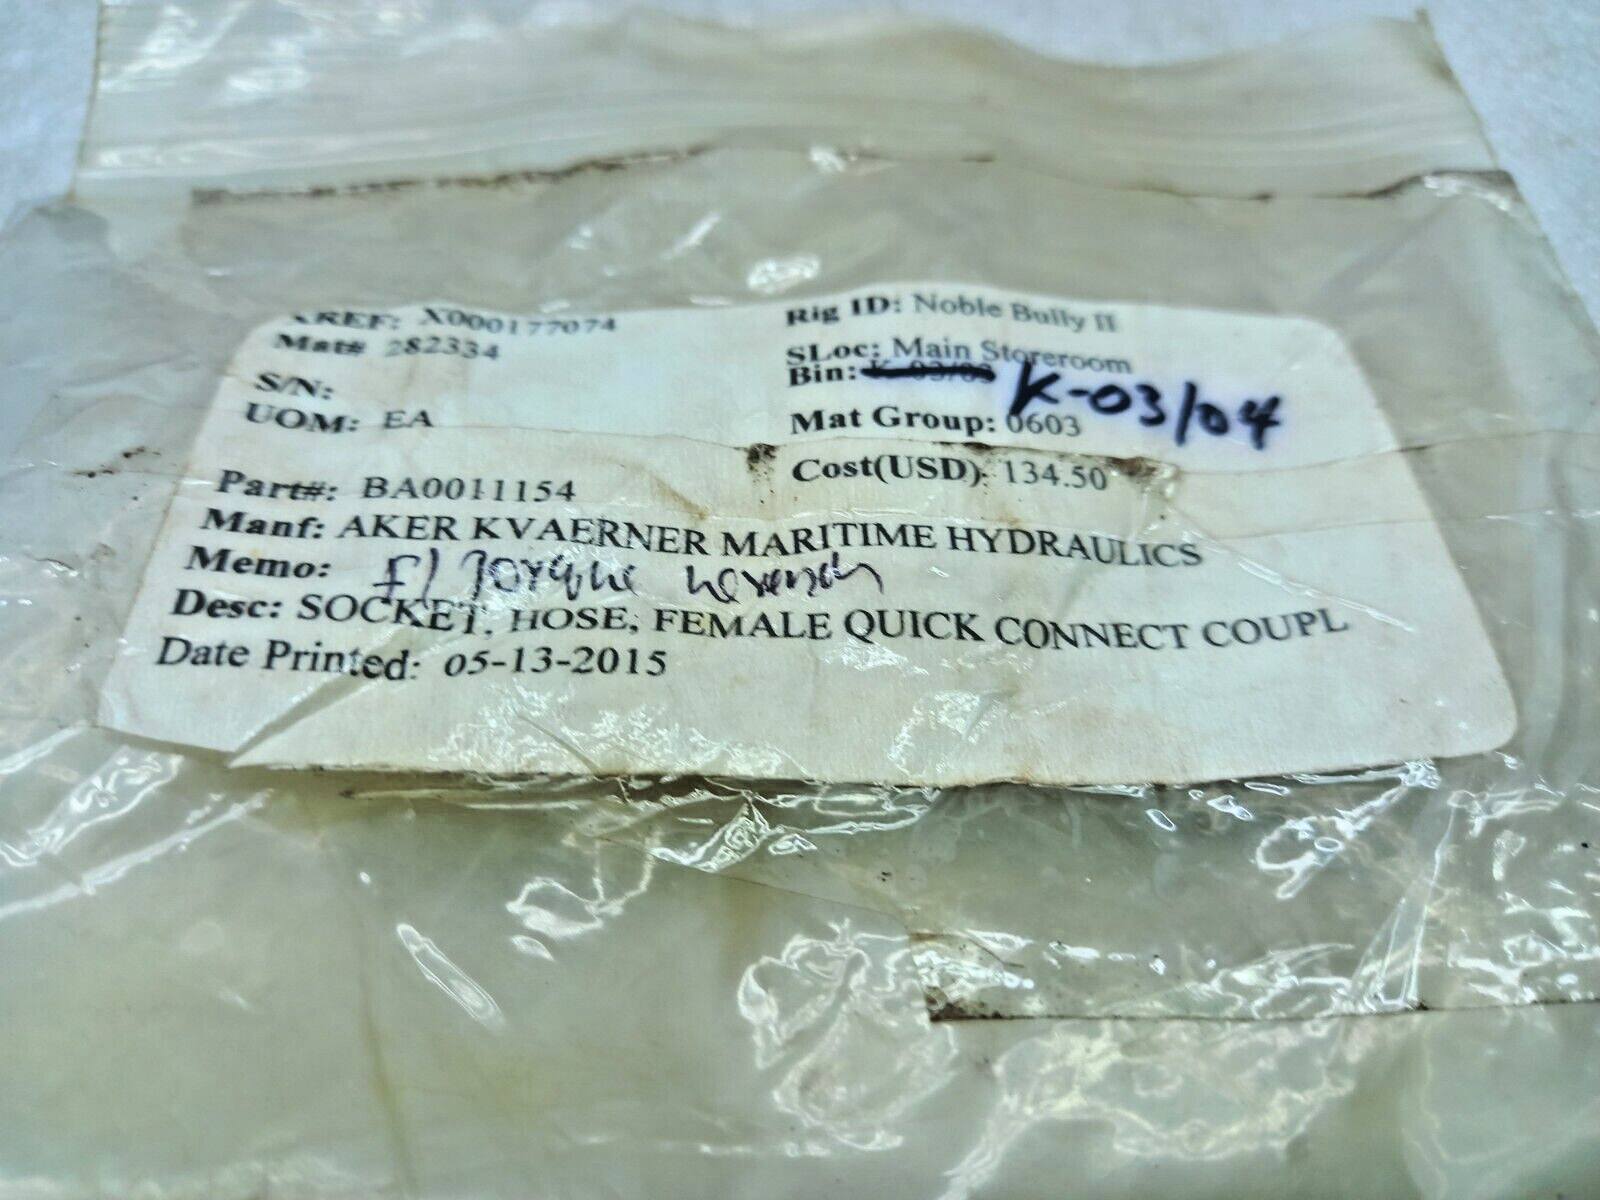 XREF: X000177074 Rig ID: Noble Bully II
Mat# 282334 SLoc: Main Storeroom
S/N: Bin: K-03/04
UOM: EA Mat Group: 0603
Part#: BA0011154 Cost(USD): 134.50
Manf: AKER KVAERNER MARITIME HYDRAULICS
Memo: F/ Torque
Desc: SOCKET, HOSE; FEMALE QUICK CONNECT COUPL
Date Printed: 05-13-2015